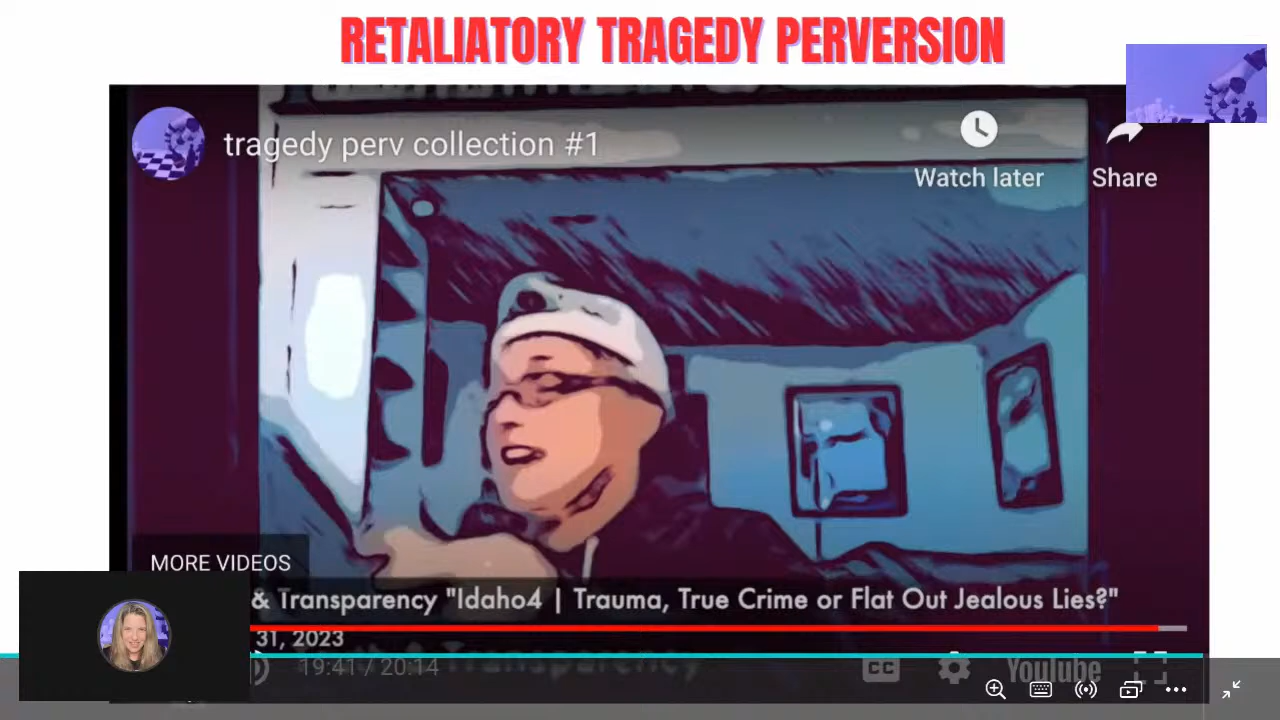 RETALIATORY TRAGEDY PERVERSION
tragedy perv collection #1
Watch later
Share
MORE VIDEOS
& Transparency "Idaho4 | Trauma, True Crime or Flat Out Jealous Lies?"
31, 2023
19:41 / 20:14
Transparency
CC
YouTube